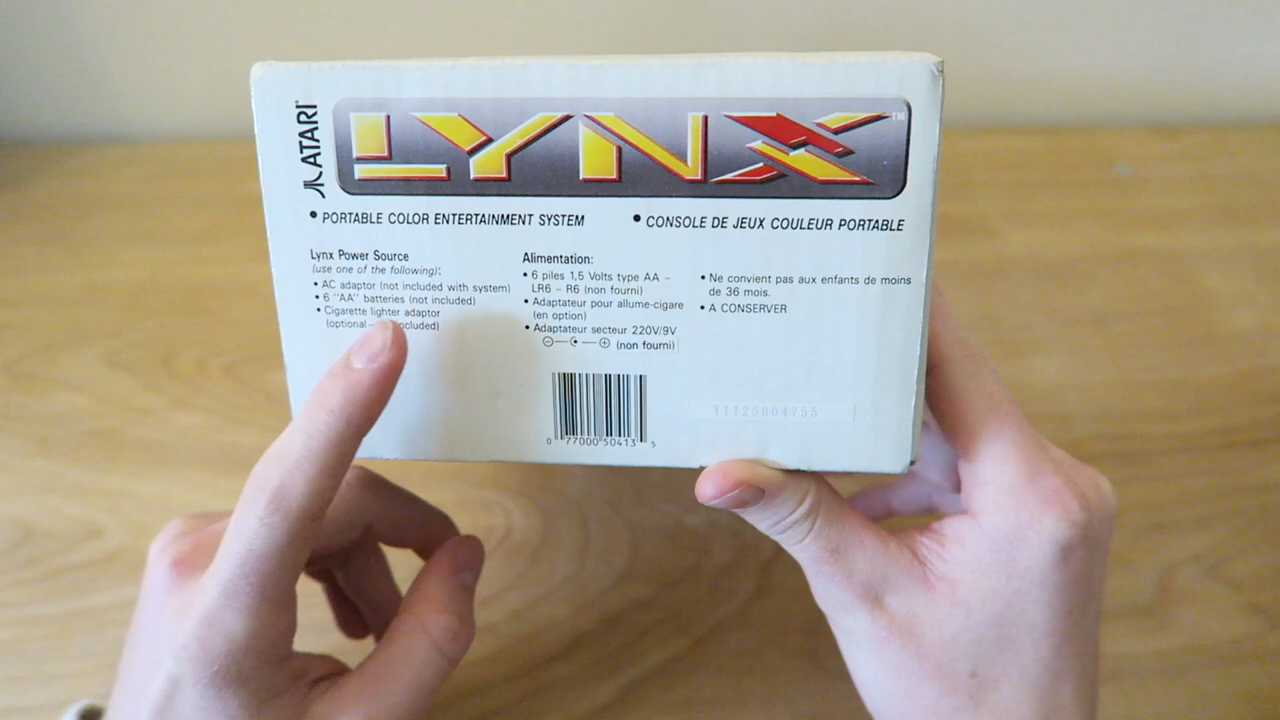 ATARI
LYNX™
• PORTABLE COLOR ENTERTAINMENT SYSTEM
• CONSOLE DE JEUX COULEUR PORTABLE
Lynx Power Source
(use one of the following):
• AC adaptor (not included with system)
• 6 "AA" batteries (not included)
• Cigarette lighter adaptor
(optional– included)
Alimentation:
• 6 piles 1,5 Volts type AA –
LR6 – R6 (non fourni)
• Adaptateur pour allume-cigare
(en option)
• Adaptateur secteur 220V/9V
(non fourni)
• Ne convient pas aux enfants de moins
de 36 mois.
• A CONSERVER
0 77000 50413 5
Y1125004755